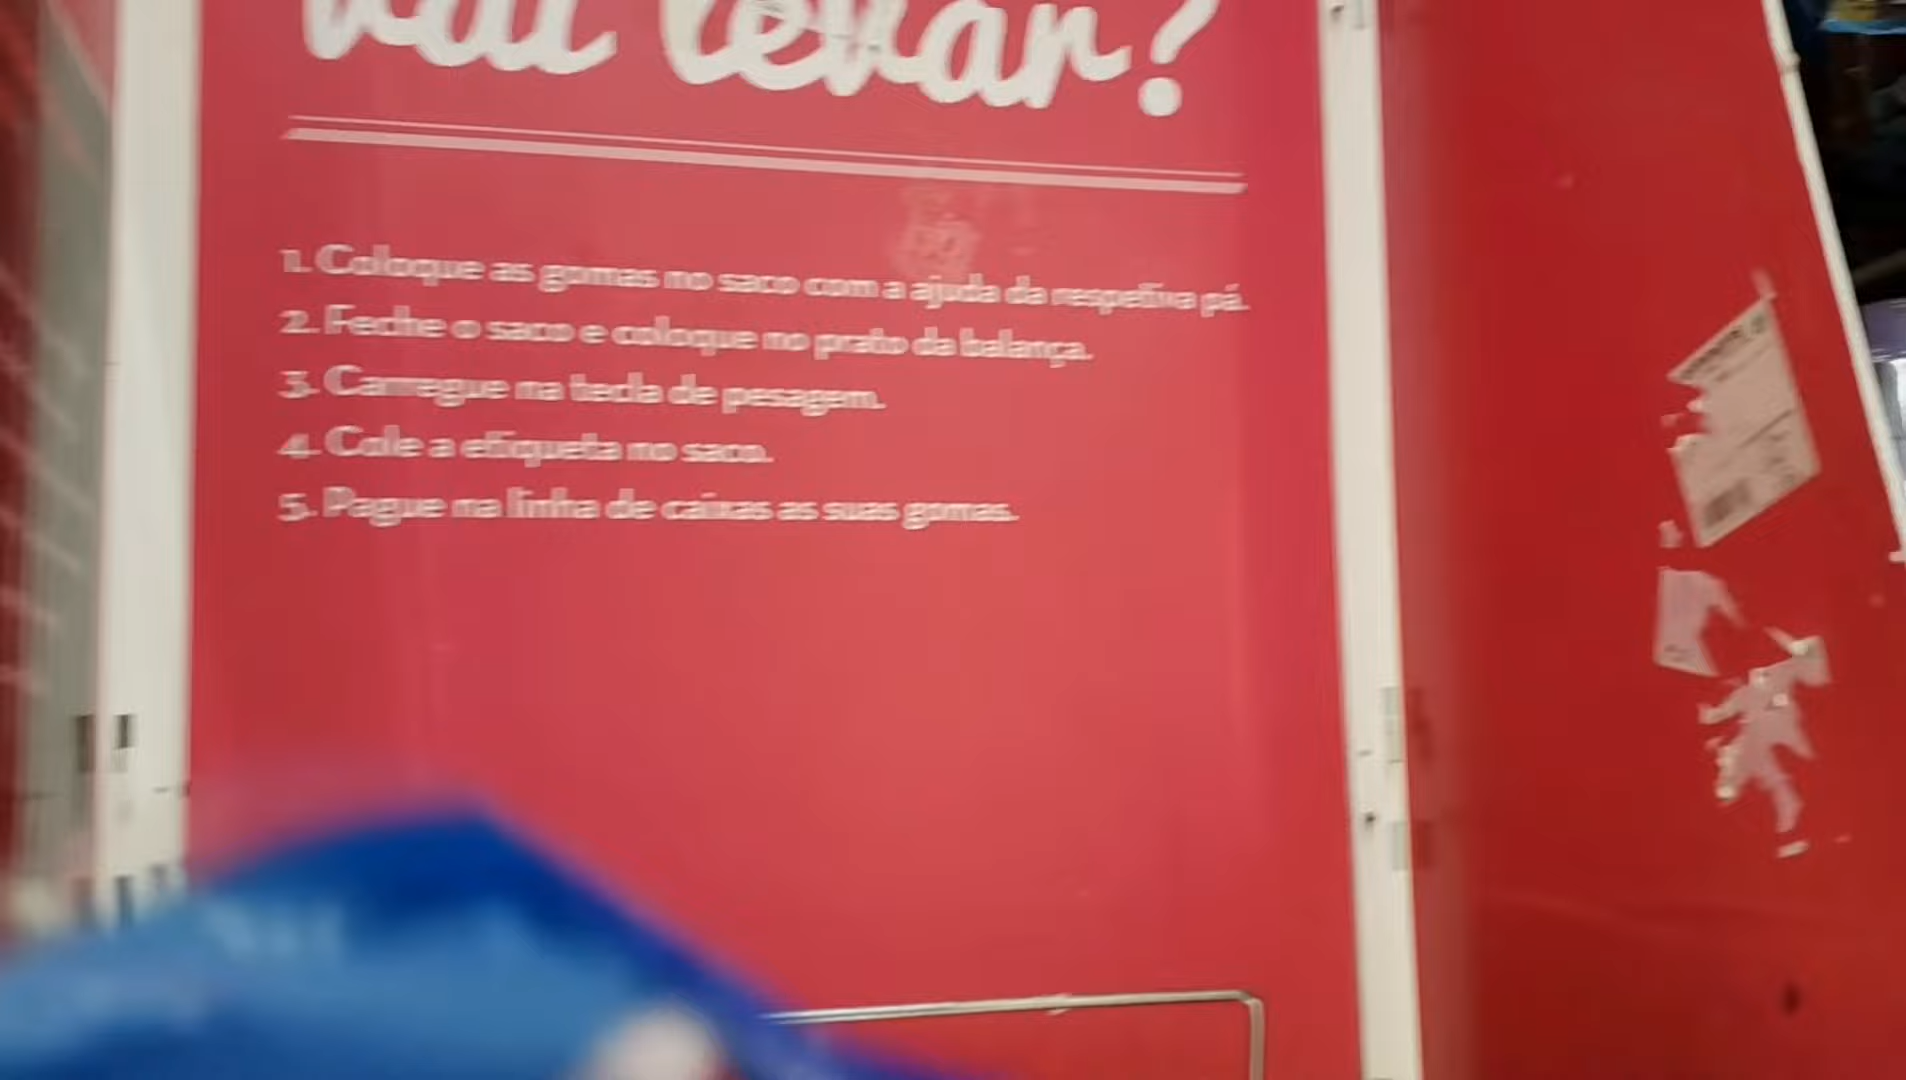 vai levar?
1. Coloque as gomas no saco com a ajuda da respetiva pá.
2. Feche o saco e coloque no prato da balança.
3. Carregue na tecla de pesagem.
4. Cole a etiqueta no saco.
5. Pague na linha de caixas as suas gomas.